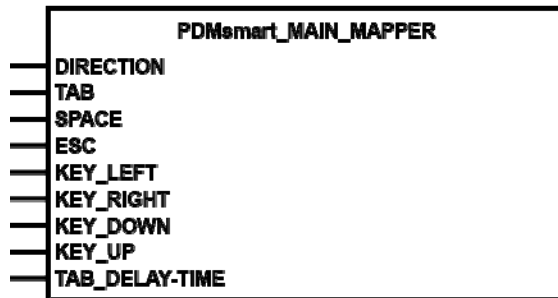 PDMsmart_MAIN_MAPPER
DIRECTION
TAB
SPACE
ESC
KEY_LEFT
KEY_RIGHT
KEY_DOWN
KEY_UP
TAB_DELAY-TIME